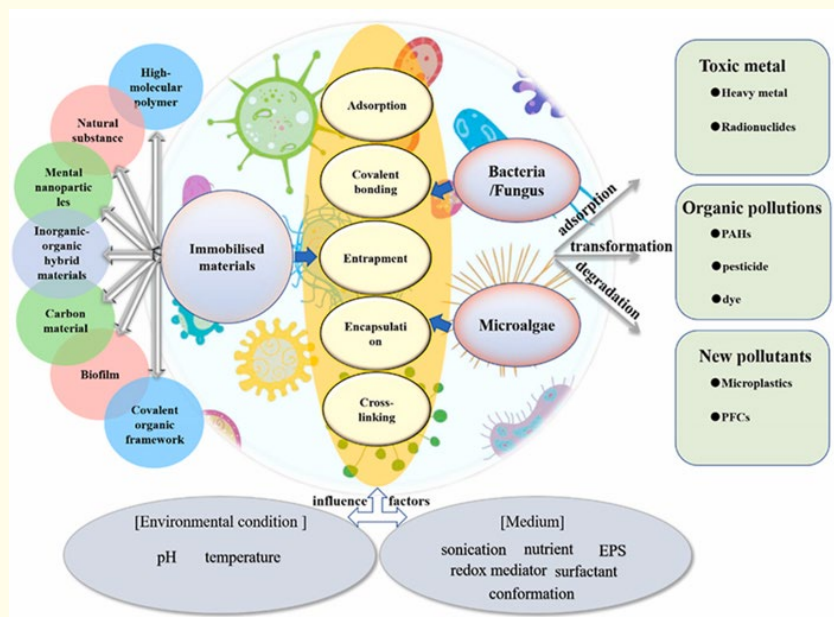 High-
molecular
polymer
Natural
substance
Mental
nanopartic
les
Inorganic-
organic
hybrid
materials
Carbon
material
Biofilm
Covalent
organic
framework
Immobilised
materials
Adsorption
Covalent
bonding
Entrapment
Encapsulati
on
Cross-
linking
Bacteria
/Fungus
Microalgae
adsorption
transformation
degradation
Toxic metal
●Heavy metal
●Radionuclides
Organic pollutions
●PAHs
●pesticide
●dye
New pollutants
●Microplastics
●PFCs
influence factors
[Environmental condition ]
pH temperature
[Medium]
sonication nutrient EPS
redox mediator surfactant
conformation